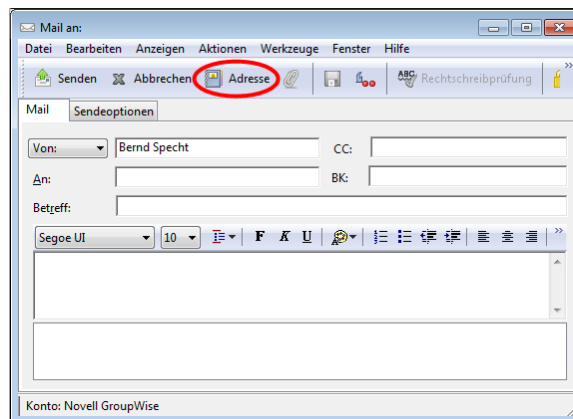 Mail an:
Datei Bearbeiten Anzeigen Aktionen Werkzeuge Fenster Hilfe
Senden Abbrechen Adresse ABC Rechtschreibprüfung »
Mail Sendeoptionen
Von: Bernd Specht CC:
An: BK:
Betreff:
Segoe UI 10 F K U »
Konto: Novell GroupWise